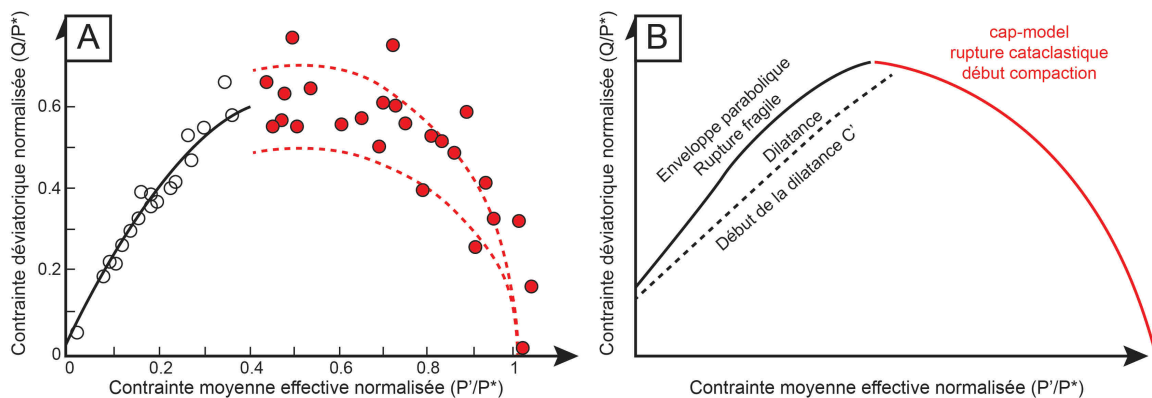 A
Contrainte déviatorique normalisée (Q/P*)
0.6
0.4
0.2
0
0 0.2 0.4 0.6 0.8 1
Contrainte moyenne effective normalisée (P'/P*)
B
Contrainte déviatorique normalisée (Q/P*)
Enveloppe parabolique
Rupture fragile
Dilatance
Début de la dilatance C'
cap-model
rupture cataclastique
début compaction
Contrainte moyenne effective normalisée (P'/P*)